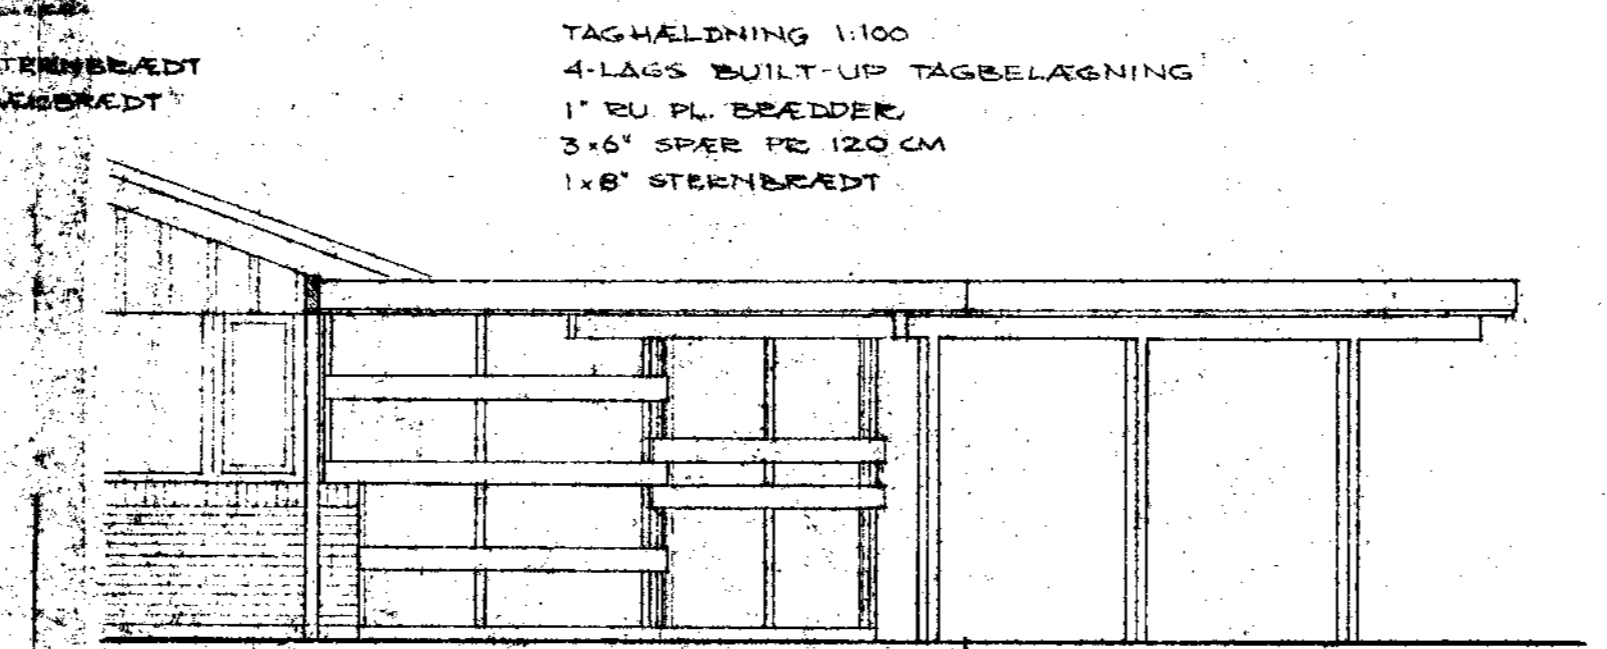 STERNBRÆDT
TAGHÆLDNING 1:100
4-LAGS BUILT-UP TAGBELÆGNING
1" RU. PL. BRÆDDER
3×6" SPÆR PR 120 CM
1×8" STERNBRÆDT